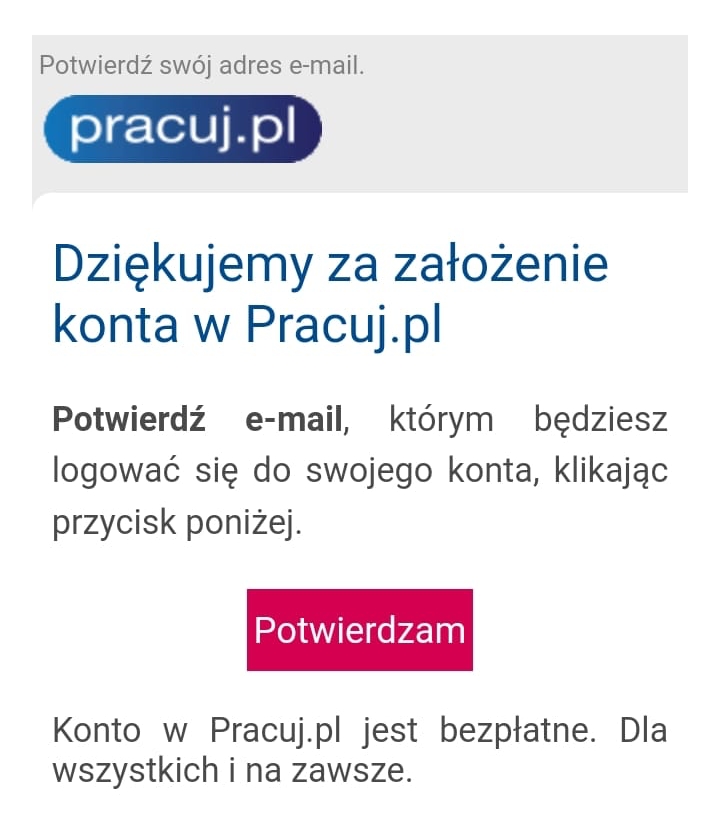 Potwierdź swój adres e-mail.
pracuj.pl
Dziękujemy za założenie
konta w Pracuj.pl
Potwierdź e-mail, którym będziesz
logować się do swojego konta, klikając
przycisk poniżej.
Potwierdzam
Konto w Pracuj.pl jest bezpłatne. Dla
wszystkich i na zawsze.